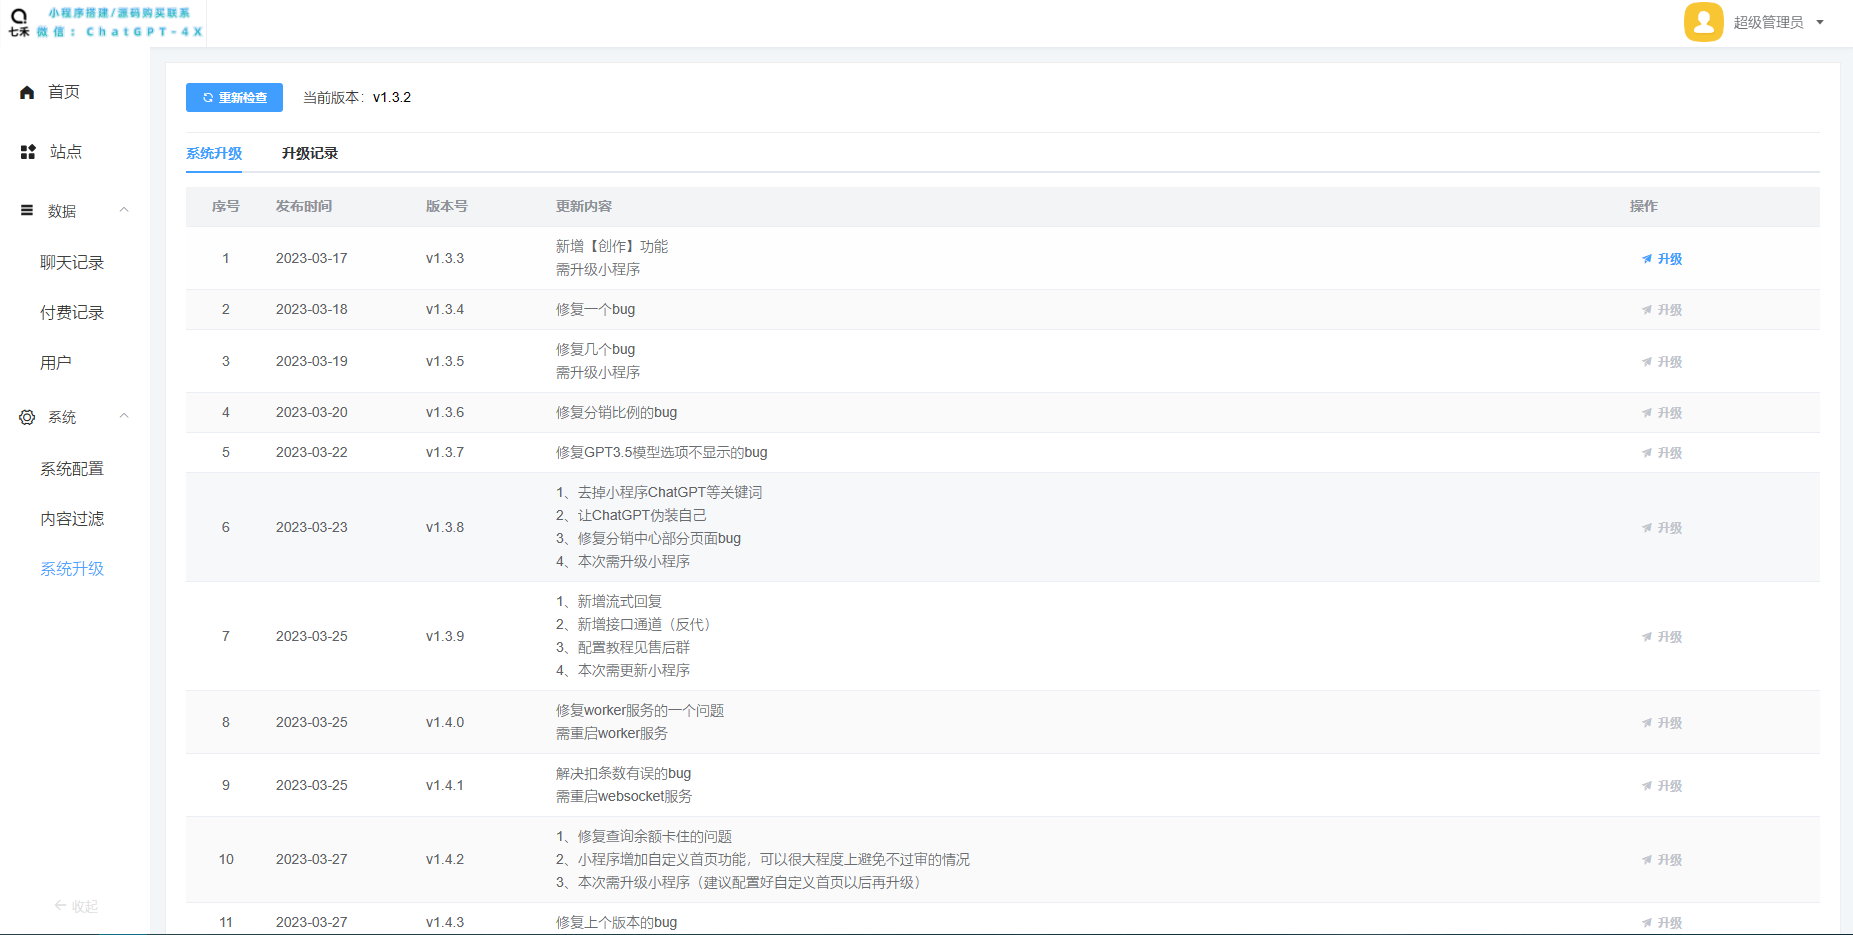 小程序搭建/源码购买联系
七禾 微信：ChatGPT-4X
超级管理员
首页
站点
数据
聊天记录
付费记录
用户
系统
系统配置
内容过滤
系统升级
收起
重新检查 当前版本：v1.3.2
系统升级 升级记录
序号 发布时间 版本号 更新内容 操作
1 2023-03-17 v1.3.3 新增【创作】功能 升级
需升级小程序
2 2023-03-18 v1.3.4 修复一个bug 升级
3 2023-03-19 v1.3.5 修复几个bug 升级
需升级小程序
4 2023-03-20 v1.3.6 修复分销比例的bug 升级
5 2023-03-22 v1.3.7 修复GPT3.5模型选项不显示的bug 升级
6 2023-03-23 v1.3.8 1、去掉小程序ChatGPT等关键词 升级
2、让ChatGPT伪装自己
3、修复分销中心部分页面bug
4、本次需升级小程序
7 2023-03-25 v1.3.9 1、新增流式回复 升级
2、新增接口通道（反代）
3、配置教程见售后群
4、本次需更新小程序
8 2023-03-25 v1.4.0 修复worker服务的一个问题 升级
需重启worker服务
9 2023-03-25 v1.4.1 解决扣条数有误的bug 升级
需重启websocket服务
10 2023-03-27 v1.4.2 1、修复查询余额卡住的问题 升级
2、小程序增加自定义首页功能，可以很大程度上避免不过审的情况
3、本次需升级小程序（建议配置好自定义首页以后再升级）
11 2023-03-27 v1.4.3 修复上个版本的bug 升级